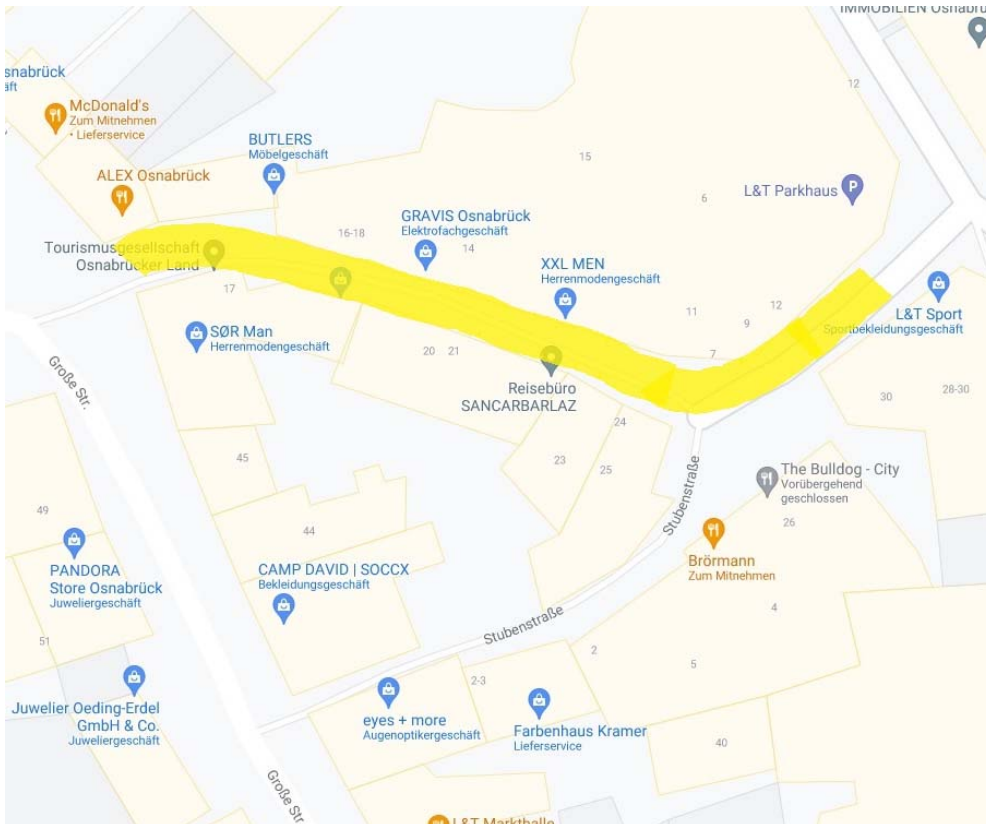 IMMOBILIEN Osnabrü
snabrück
äft
McDonald's
Zum Mitnehmen
• Lieferservice
12
BUTLERS
Möbelgeschäft
15
ALEX Osnabrück
L&T Parkhaus
P
6
GRAVIS Osnabrück
Elektrofachgeschäft
16-18
14
Tourismusgesellschaft
Osnabrücker Land
XXL MEN
Herrenmodengeschäft
17
12
11
9
L&T Sport
Sportbekleidungsgeschäft
SØR Man
Herrenmodengeschäft
20
21
7
Große Str.
Reisebüro
SANCARBARLAZ
28-30
30
24
45
23
25
The Bulldog - City
Vorübergehend
geschlossen
Stubenstraße
26
49
44
PANDORA
Store Osnabrück
Juweliergeschäft
CAMP DAVID | SOCCX
Bekleidungsgeschäft
Brörmann
Zum Mitnehmen
4
Stubenstraße
51
2
5
2-3
Juwelier Oeding-Erdel
GmbH & Co.
Juweliergeschäft
eyes + more
Augenoptikergeschäft
Farbenhaus Kramer
Lieferservice
40
Große Str.
L&T Markthalle